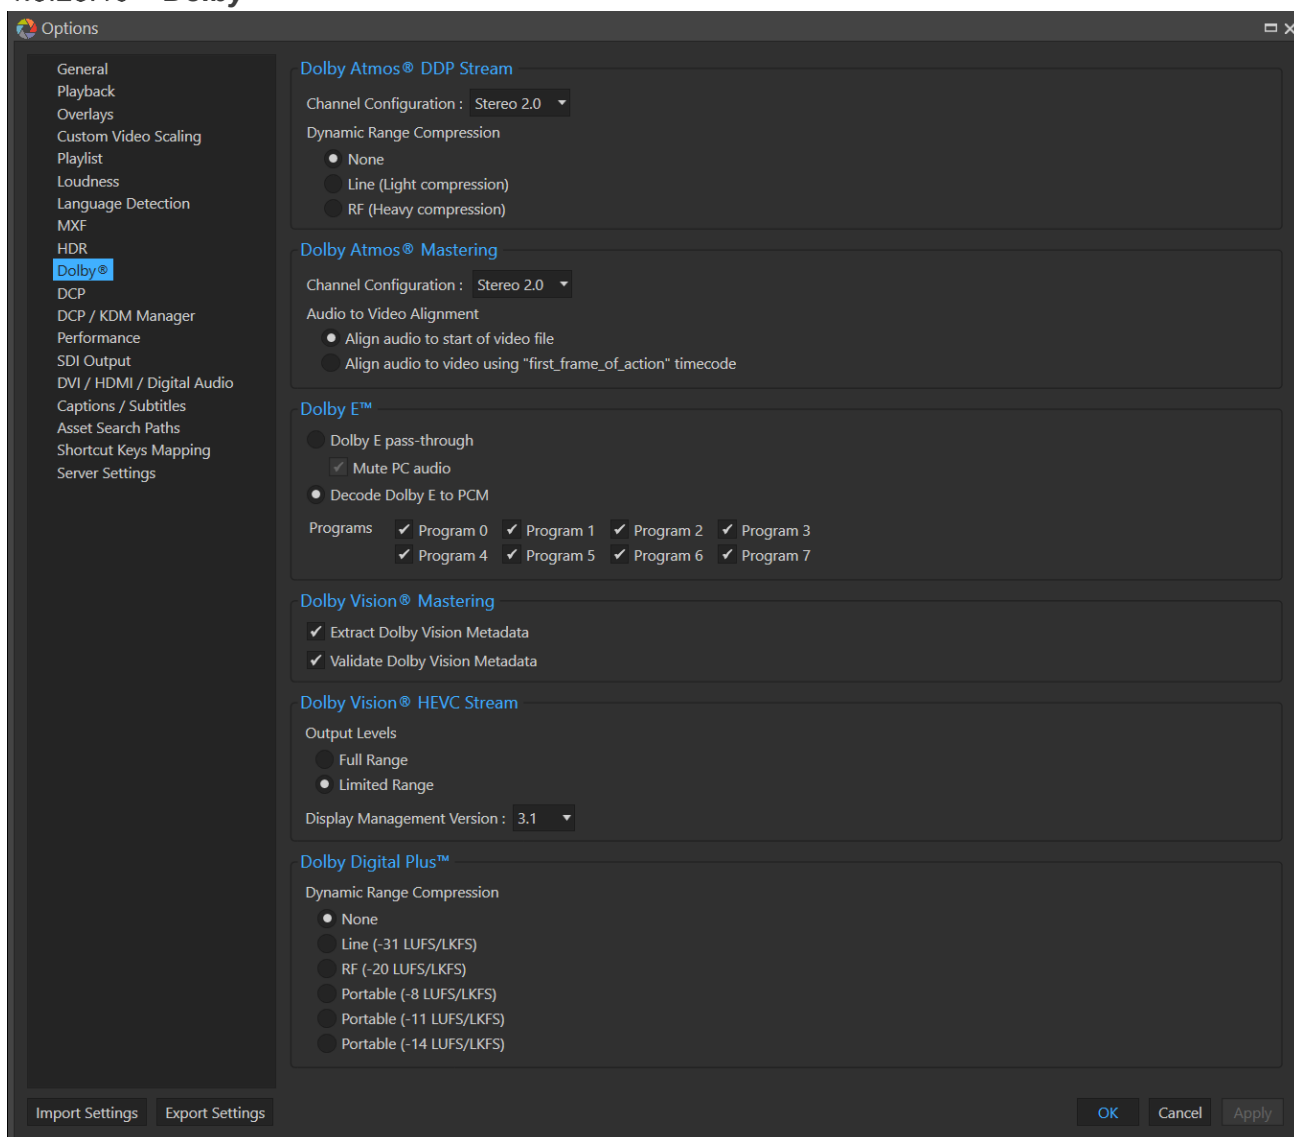 Options
General
Playback
Overlays
Custom Video Scaling
Playlist
Loudness
Language Detection
MXF
HDR
Dolby®
DCP
DCP / KDM Manager
Performance
SDI Output
DVI / HDMI / Digital Audio
Captions / Subtitles
Asset Search Paths
Shortcut Keys Mapping
Server Settings
Dolby Atmos® DDP Stream
Channel Configuration : Stereo 2.0
Dynamic Range Compression
None
Line (Light compression)
RF (Heavy compression)
Dolby Atmos® Mastering
Channel Configuration : Stereo 2.0
Audio to Video Alignment
Align audio to start of video file
Align audio to video using "first_frame_of_action" timecode
Dolby E™
Dolby E pass-through
Mute PC audio
Decode Dolby E to PCM
Programs Program 0 Program 1 Program 2 Program 3
Program 4 Program 5 Program 6 Program 7
Dolby Vision® Mastering
Extract Dolby Vision Metadata
Validate Dolby Vision Metadata
Dolby Vision® HEVC Stream
Output Levels
Full Range
Limited Range
Display Management Version : 3.1
Dolby Digital Plus™
Dynamic Range Compression
None
Line (-31 LUFS/LKFS)
RF (-20 LUFS/LKFS)
Portable (-8 LUFS/LKFS)
Portable (-11 LUFS/LKFS)
Portable (-14 LUFS/LKFS)
Import Settings Export Settings OK Cancel Apply